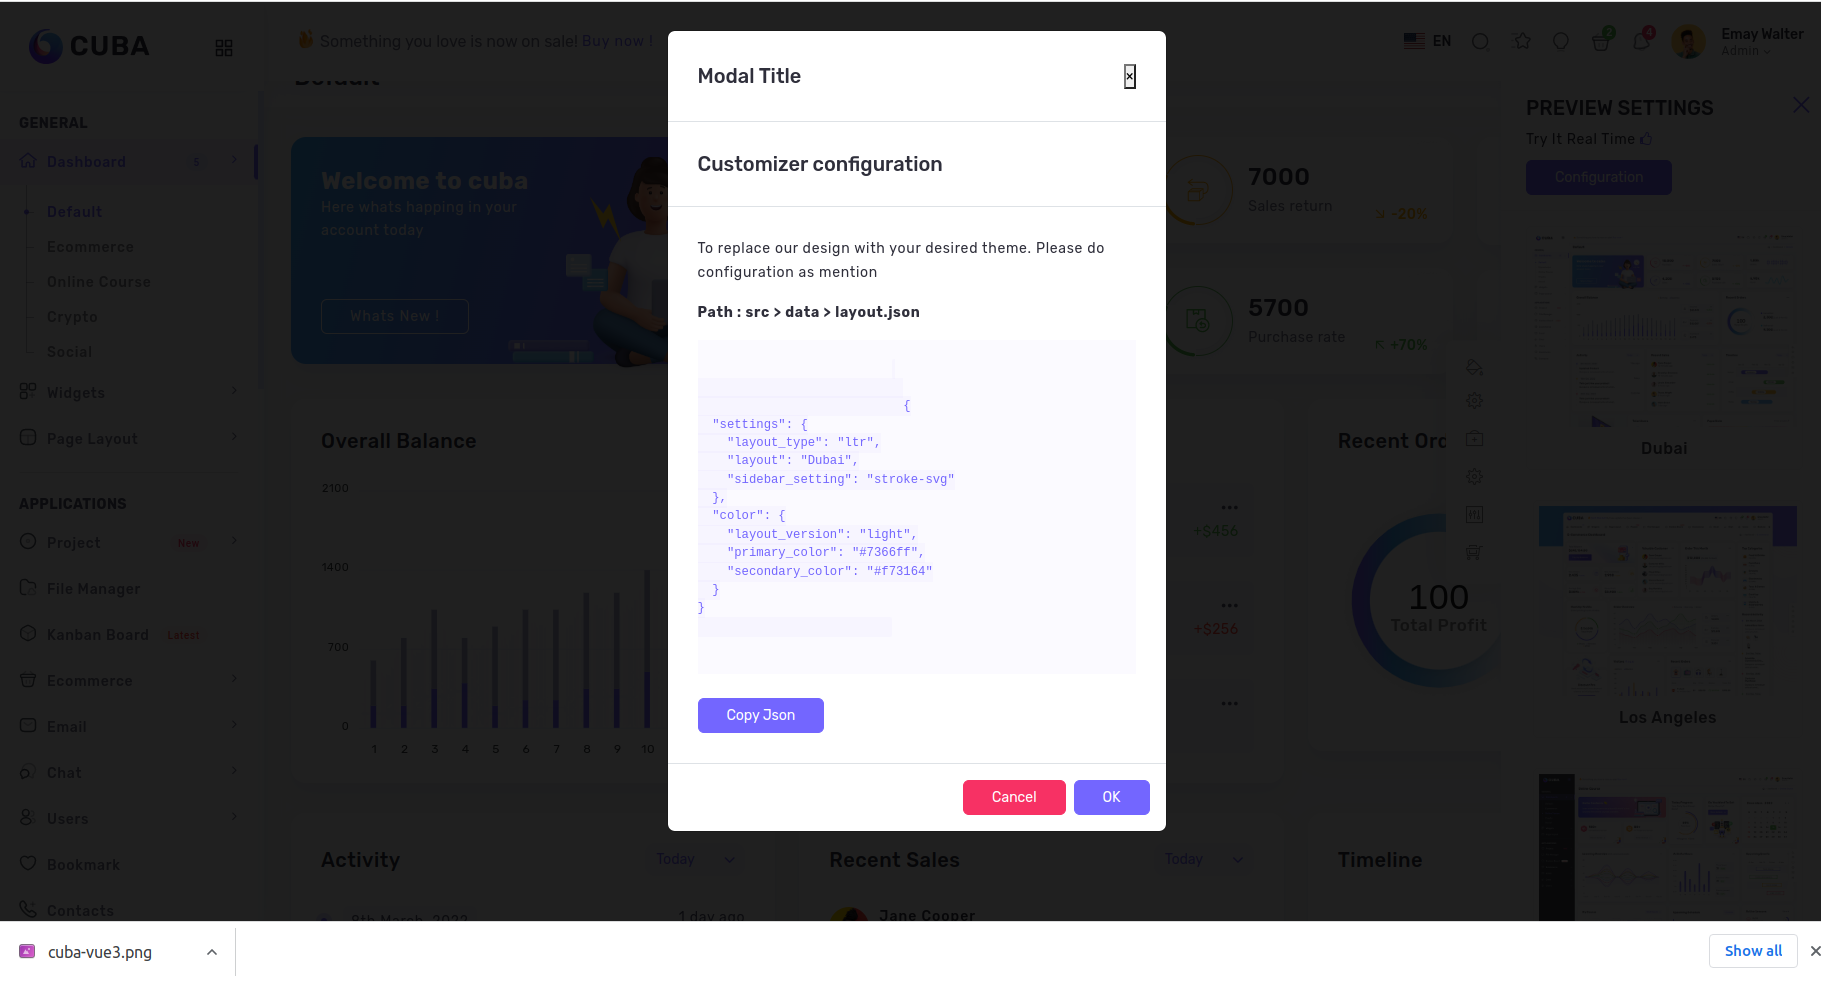 CUBA
Something you love is now on sale! Buy now !
EN
2
4
Emay Walter
Admin
Default
GENERAL
Dashboard
5
Default
Ecommerce
Online Course
Crypto
Social
Widgets
Page Layout
APPLICATIONS
Project
New
File Manager
Kanban Board
Latest
Ecommerce
Email
Chat
Users
Bookmark
Contacts
Welcome to cuba
Here whats happing in your
account today
Whats New !
Overall Balance
2100
1400
700
0
1 2 3 4 5 6 7 8 9 10
Activity
Today
8th March, 2022
1 day ago
Modal Title
×
Customizer configuration
To replace our design with your desired theme. Please do
configuration as mention
Path : src > data > layout.json
{
"settings": {
"layout_type": "ltr",
"layout": "Dubai",
"sidebar_setting": "stroke-svg"
},
"color": {
"layout_version": "light",
"primary_color": "#7366ff",
"secondary_color": "#f73164"
}
}
Copy Json
Cancel
OK
7000
Sales return
-20%
5700
Purchase rate
+70%
+$456
+$256
Recent Sales
Today
Jane Cooper
Recent Orc
100
Total Profit
Timeline
PREVIEW SETTINGS
Try It Real Time
Configuration
Dubai
Los Angeles
cuba-vue3.png
Show all